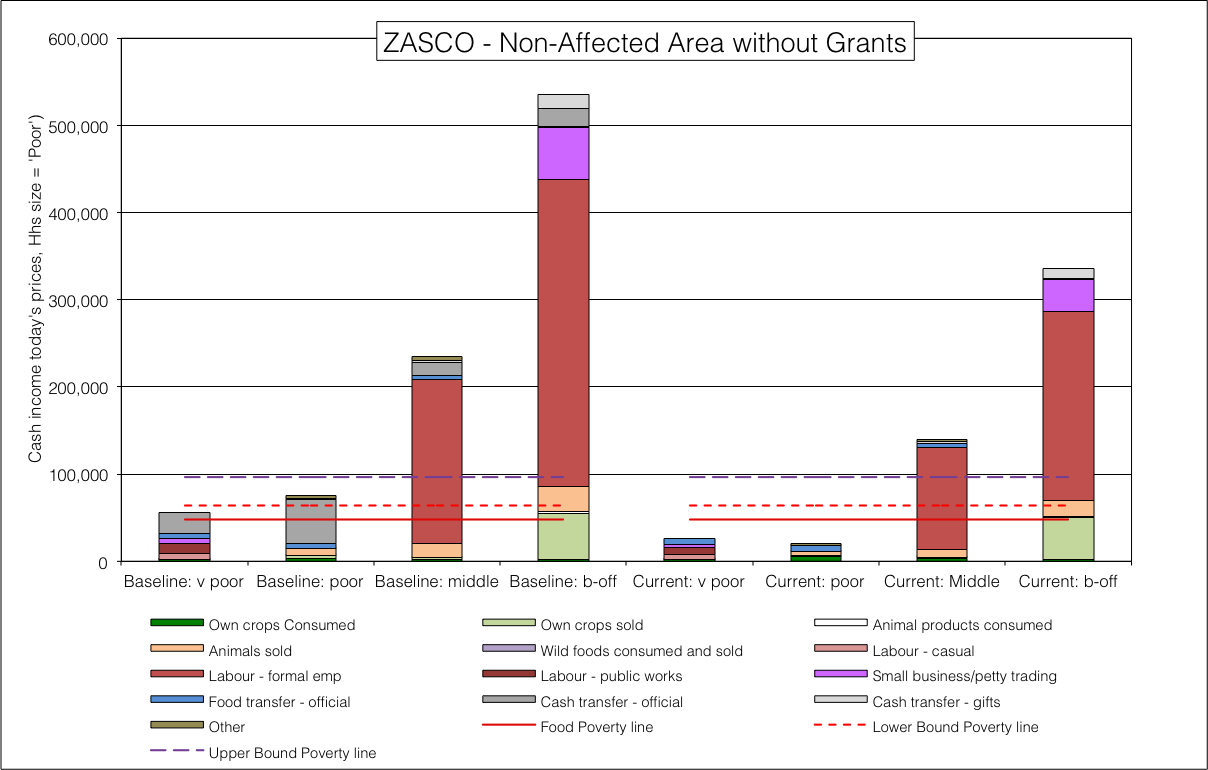 ZASCO - Non-Affected Area without Grants
Cash income today's prices, Hhs size = 'Poor')
600,000
500,000
400,000
300,000
200,000
100,000
0
Baseline: v poor
Baseline: poor
Baseline: middle
Baseline: b-off
Current: v poor
Current: poor
Current: Middle
Current: b-off
Own crops Consumed
Own crops sold
Animal products consumed
Animals sold
Wild foods consumed and sold
Labour - casual
Labour - formal emp
Labour - public works
Small business/petty trading
Food transfer - official
Cash transfer - official
Cash transfer - gifts
Other
Food Poverty line
Lower Bound Poverty line
Upper Bound Poverty line